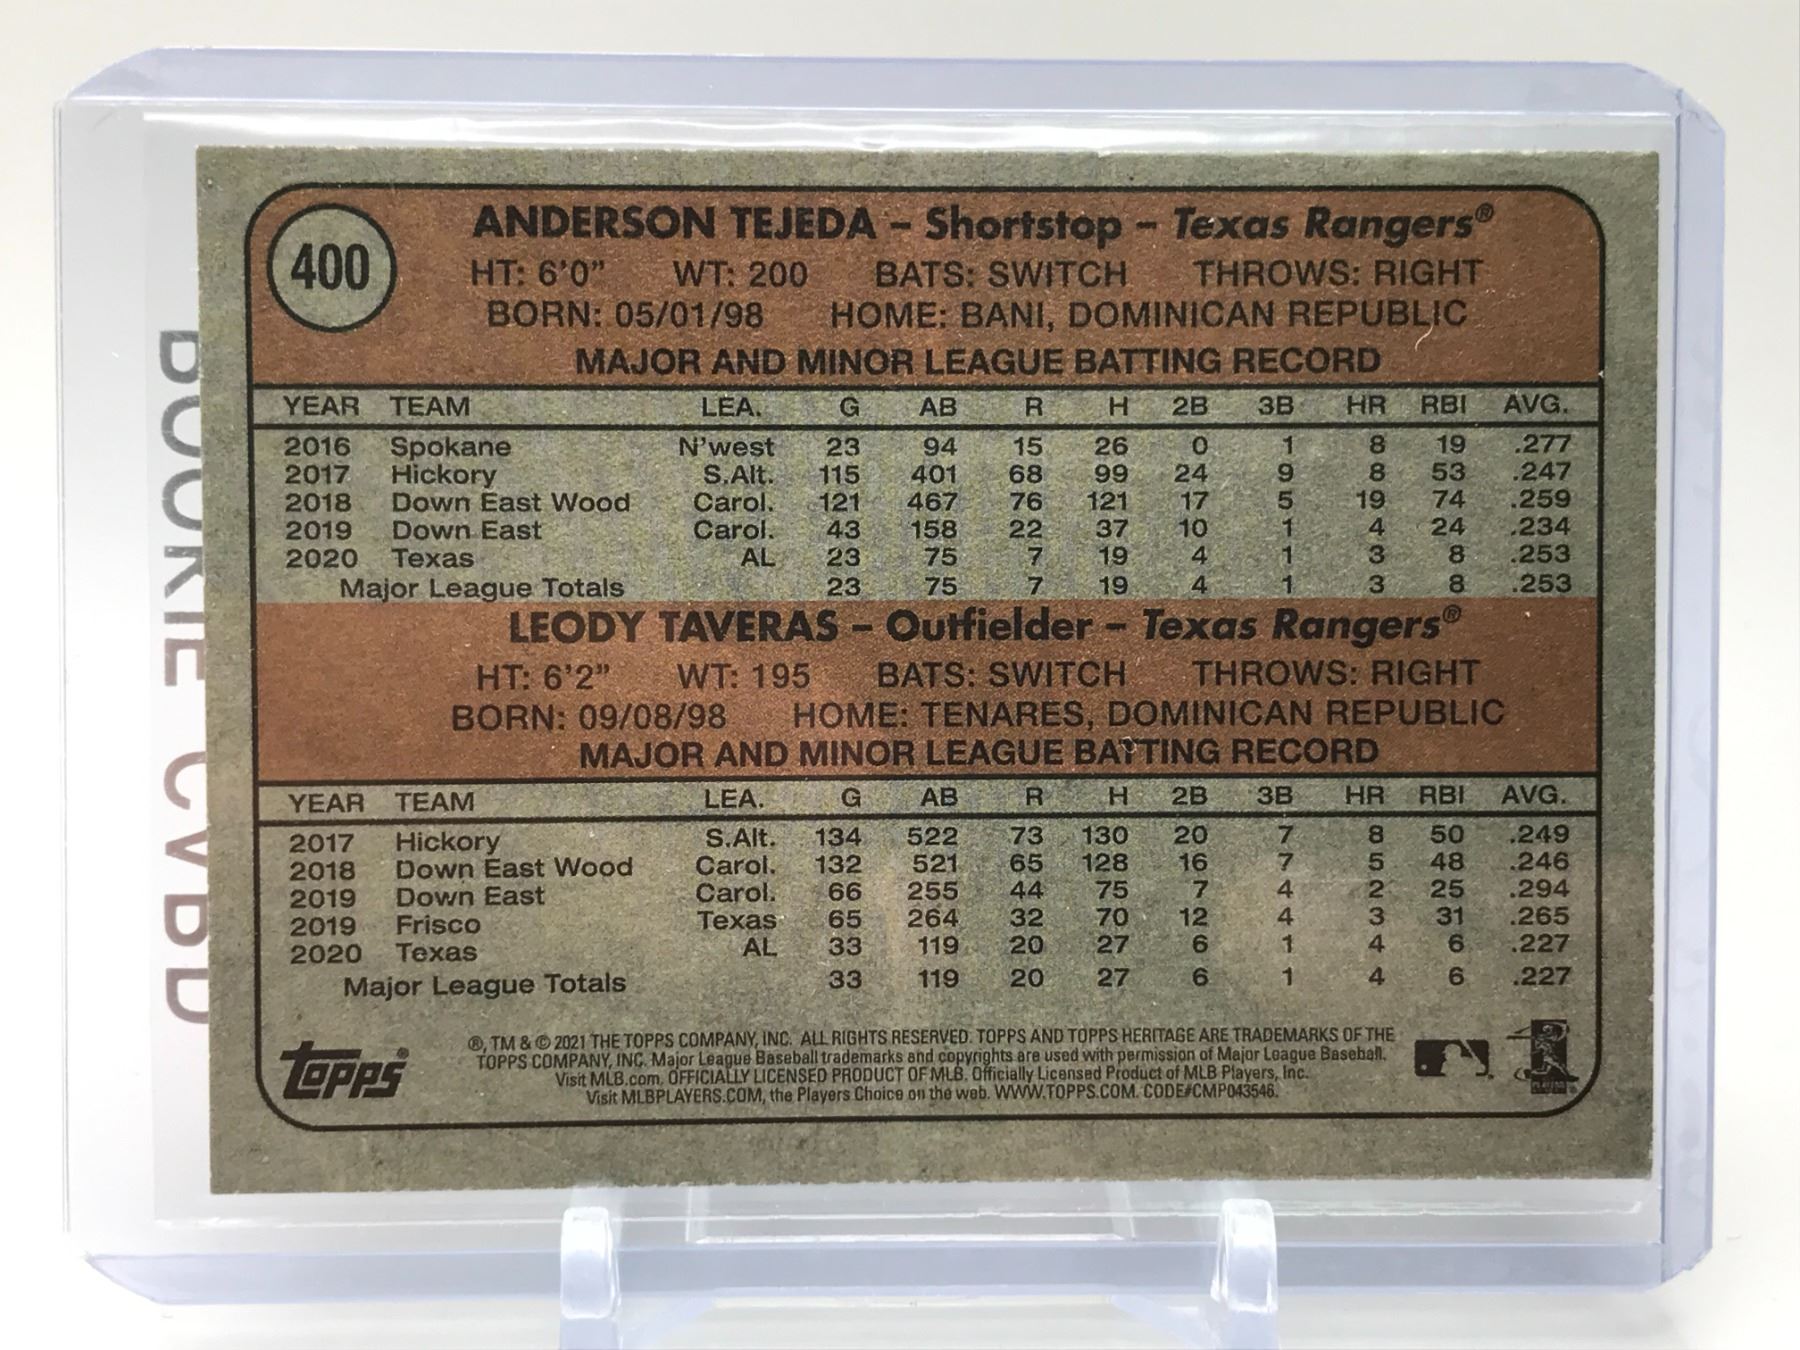 400
ANDERSON TEJEDA – Shortstop – Texas Rangers®
HT: 6'0" WT: 200 BATS: SWITCH THROWS: RIGHT
BORN: 05/01/98 HOME: BANI, DOMINICAN REPUBLIC
MAJOR AND MINOR LEAGUE BATTING RECORD
YEAR TEAM LEA. G AB R H 2B 3B HR RBI AVG.
2016 Spokane N'west 23 94 15 26 0 1 8 19 .277
2017 Hickory S.Alt. 115 401 68 99 24 9 8 53 .247
2018 Down East Wood Carol. 121 467 76 121 17 5 19 74 .259
2019 Down East Carol. 43 158 22 37 10 1 4 24 .234
2020 Texas AL 23 75 7 19 4 1 3 8 .253
Major League Totals 23 75 7 19 4 1 3 8 .253
LEODY TAVERAS – Outfielder – Texas Rangers®
HT: 6'2" WT: 195 BATS: SWITCH THROWS: RIGHT
BORN: 09/08/98 HOME: TENARES, DOMINICAN REPUBLIC
MAJOR AND MINOR LEAGUE BATTING RECORD
YEAR TEAM LEA. G AB R H 2B 3B HR RBI AVG.
2017 Hickory S.Alt. 134 522 73 130 20 7 8 50 .249
2018 Down East Wood Carol. 132 521 65 128 16 7 5 48 .246
2019 Down East Carol. 66 255 44 75 7 4 2 25 .294
2019 Frisco Texas 65 264 32 70 12 4 3 31 .265
2020 Texas AL 33 119 20 27 6 1 4 6 .227
Major League Totals 33 119 20 27 6 1 4 6 .227
topps®
®, TM & © 2021 THE TOPPS COMPANY, INC. ALL RIGHTS RESERVED. TOPPS AND TOPPS HERITAGE ARE TRADEMARKS OF THE
TOPPS COMPANY, INC. Major League Baseball trademarks and copyrights are used with permission of Major League Baseball.
Visit MLB.com. OFFICIALLY LICENSED PRODUCT OF MLB. Officially Licensed Product of MLB Players, Inc.
Visit MLBPLAYERS.COM, the Players Choice on the web. WWW.TOPPS.COM. CODE#CMP043546.